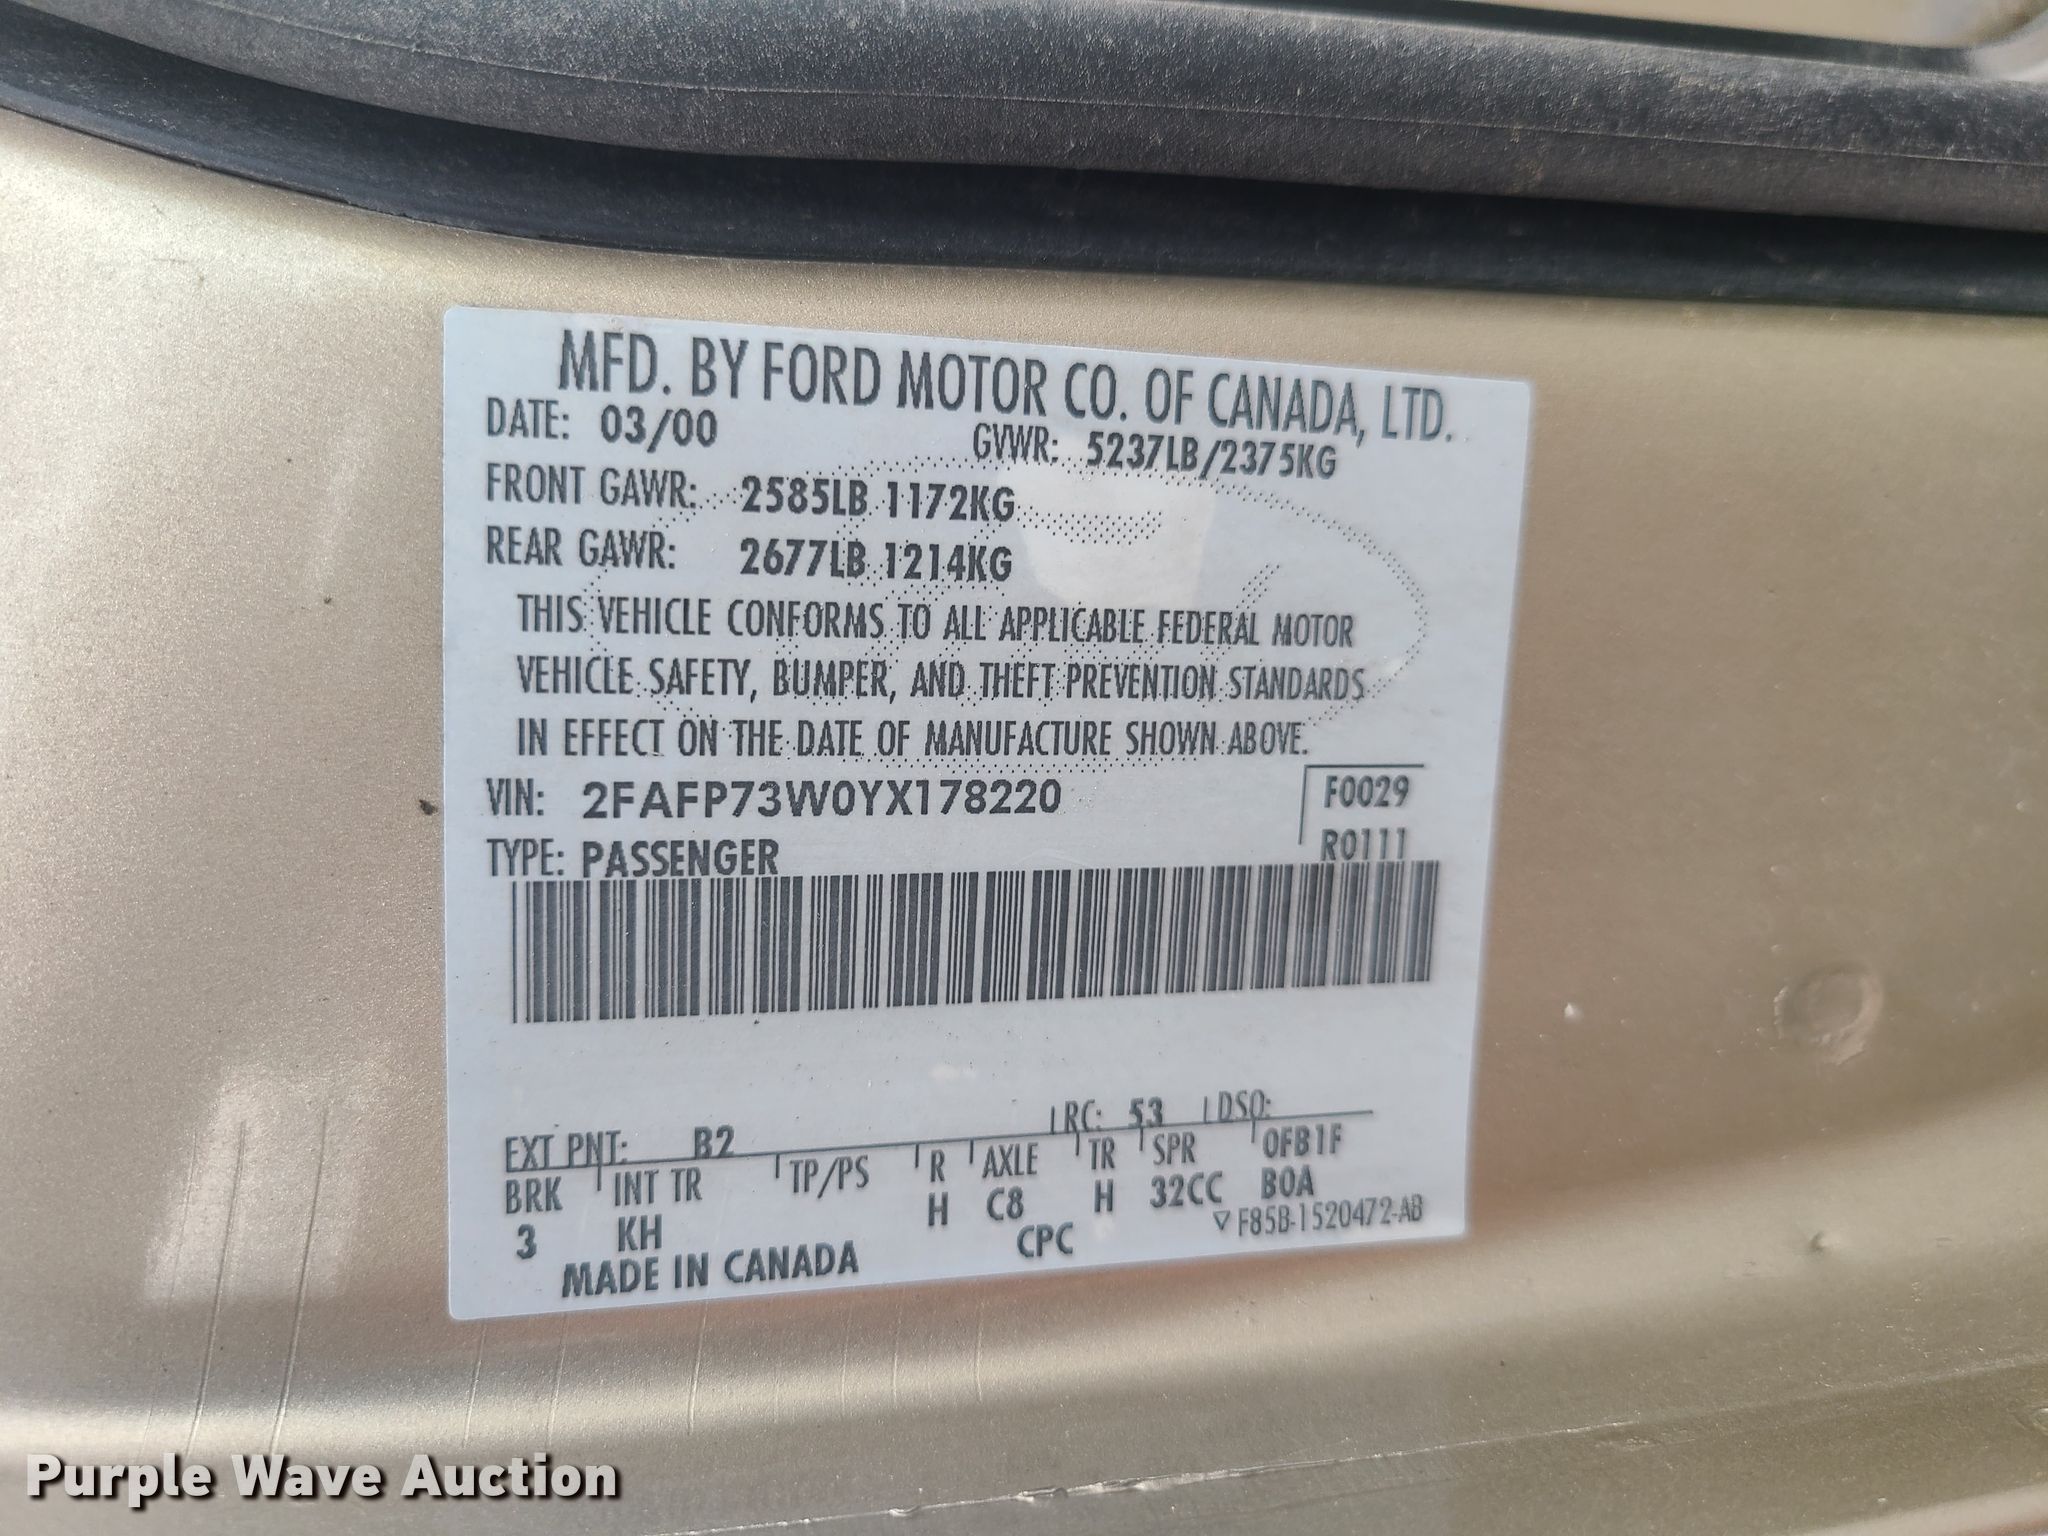 MFD. BY FORD MOTOR CO. OF CANADA, LTD.
DATE: 03/00 GVWR: 5237LB/2375KG
FRONT GAWR: 2585LB 1172KG
REAR GAWR: 2677LB 1214KG
THIS VEHICLE CONFORMS TO ALL APPLICABLE FEDERAL MOTOR
VEHICLE SAFETY, BUMPER, AND THEFT PREVENTION STANDARDS
IN EFFECT ON THE DATE OF MANUFACTURE SHOWN ABOVE.
VIN: 2FAFP73W0YX178220 F0029
TYPE: PASSENGER R0111
EXT PNT: B2 RC: 53 DSO:
BRK INT TR TP/PS R AXLE TR SPR 0FB1F
3 KH H C8 H 32CC B0A
MADE IN CANADA CPC ▽ F85B-1520472-AB
Purple Wave Auction